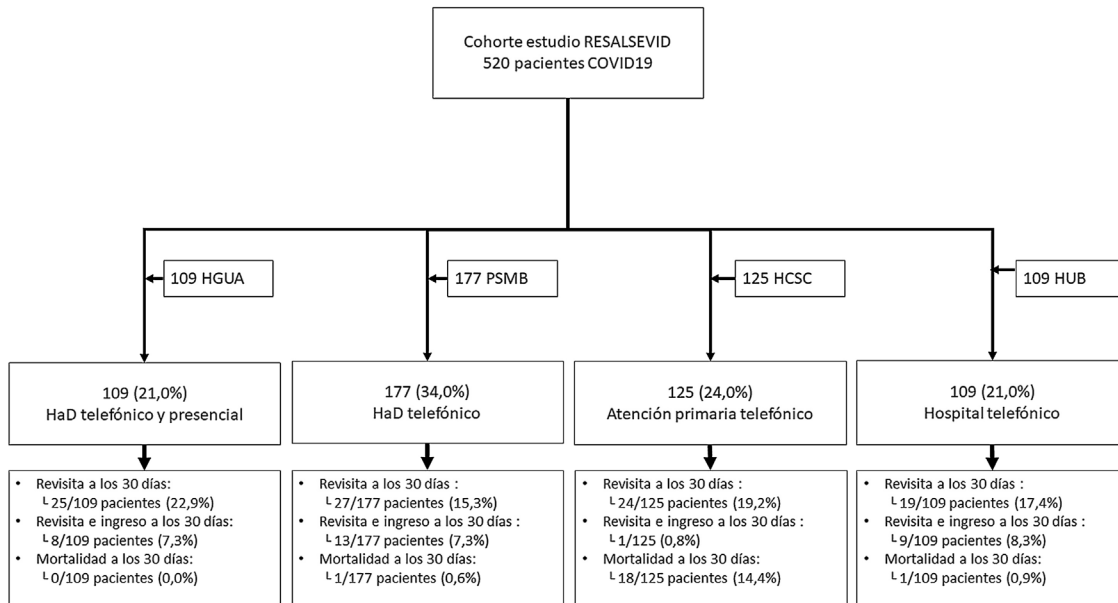 Cohorte estudio RESALSEVID
520 pacientes COVID19
109 HGUA
177 PSMB
125 HCSC
109 HUB
109 (21,0%)
HaD telefónico y presencial
177 (34,0%)
HaD telefónico
125 (24,0%)
Atención primaria telefónico
109 (21,0%)
Hospital telefónico
• Revisita a los 30 días:
└ 25/109 pacientes (22,9%)
• Revisita e ingreso a los 30 días:
└ 8/109 pacientes (7,3%)
• Mortalidad a los 30 días:
└ 0/109 pacientes (0,0%)
• Revisita a los 30 días :
└ 27/177 pacientes (15,3%)
• Revisita e ingreso a los 30 días :
└ 13/177 pacientes (7,3%)
• Mortalidad a los 30 días:
└ 1/177 pacientes (0,6%)
• Revisita a los 30 días :
└ 24/125 pacientes (19,2%)
• Revisita e ingreso a los 30 días :
└ 1/125 (0,8%)
• Mortalidad a los 30 días:
└ 18/125 pacientes (14,4%)
• Revisita a los 30 días :
└ 19/109 pacientes (17,4%)
• Revisita e ingreso a los 30 días :
└ 9/109 pacientes (8,3%)
• Mortalidad a los 30 días:
└ 1/109 pacientes (0,9%)